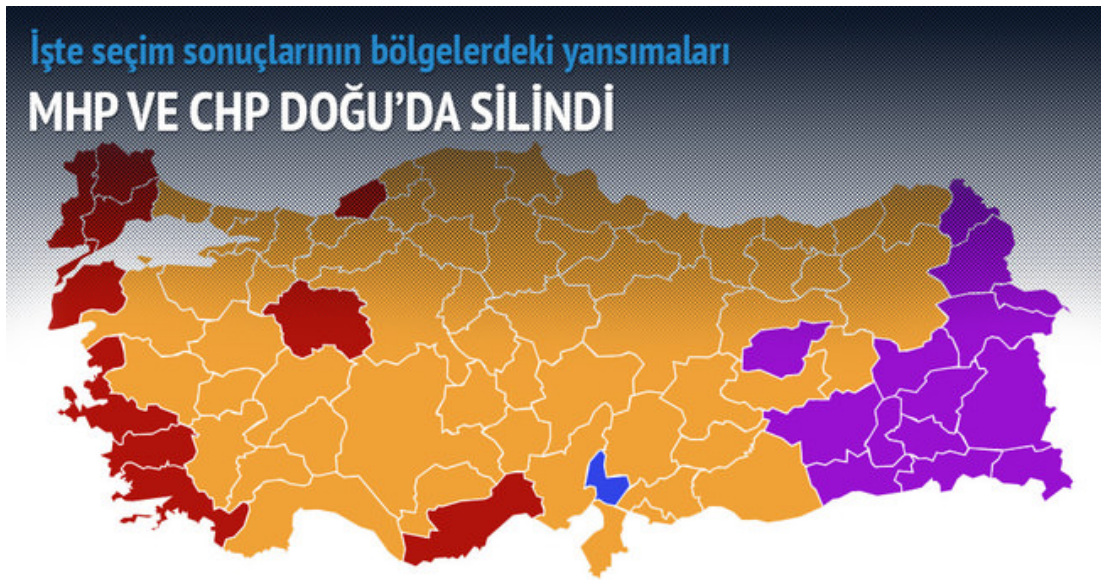 İşte seçim sonuçlarının bölgelerdeki yansımaları
MHP VE CHP DOĞU'DA SİLİNDİ